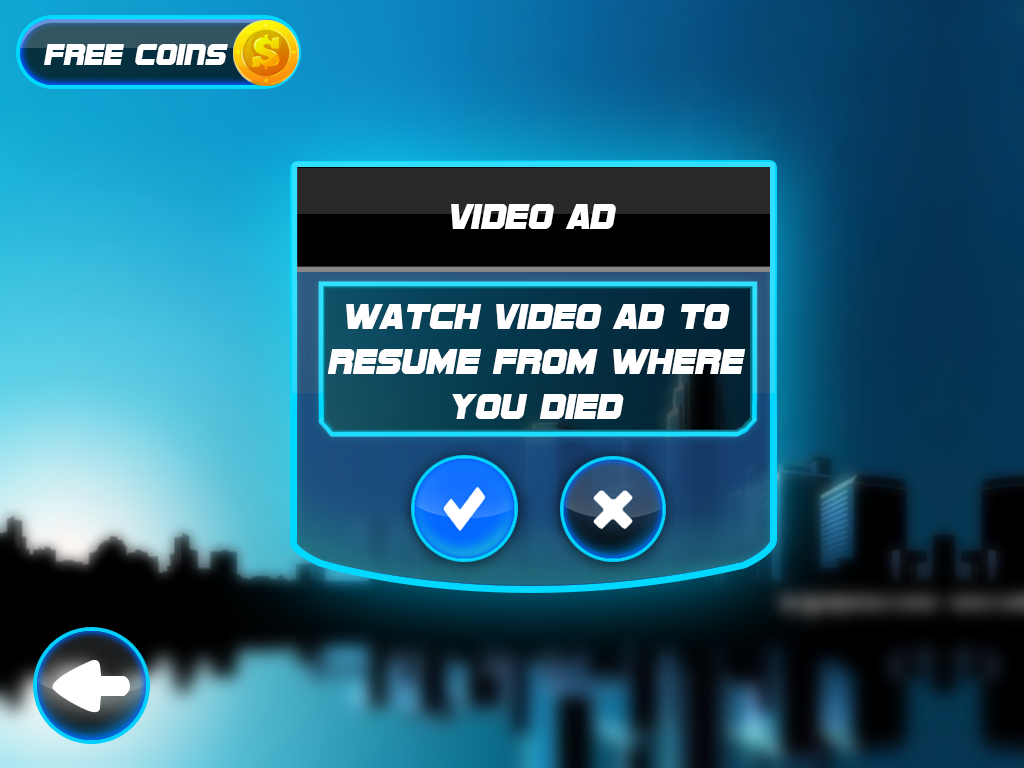 FREE COINS
VIDEO AD
WATCH VIDEO AD TO
RESUME FROM WHERE
YOU DIED